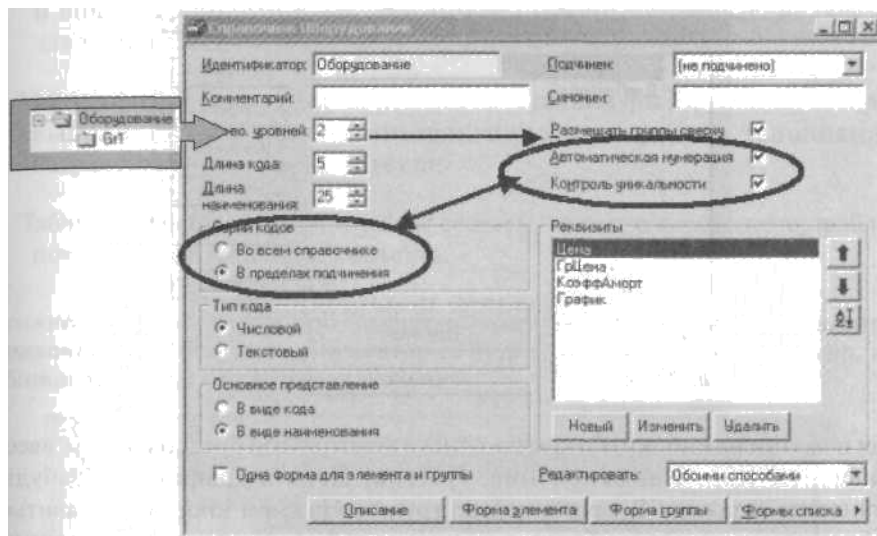 Справочник Оборудование
Идентификатор: Оборудование
Подчинен: (не подчинено)
Комментарий:
Синоним:
Оборудование
Gr1
уровней: 2
Размещать группы сверху
Длина кода: 5
Автоматическая нумерация
Длина наименования: 25
Контроль уникальности
Серии кодов
Во всем справочнике
В пределах подчинения
Реквизиты
Цена
ГрЦена
КоэффАморт
График
Тип кода
Числовой
Текстовый
Основное представление
В виде кода
В виде наименования
Новый Изменить Удалить
Одна форма для элемента и группы
Редактировать: Обоими способами
Описание Форма элемента Форма группы Формы списка